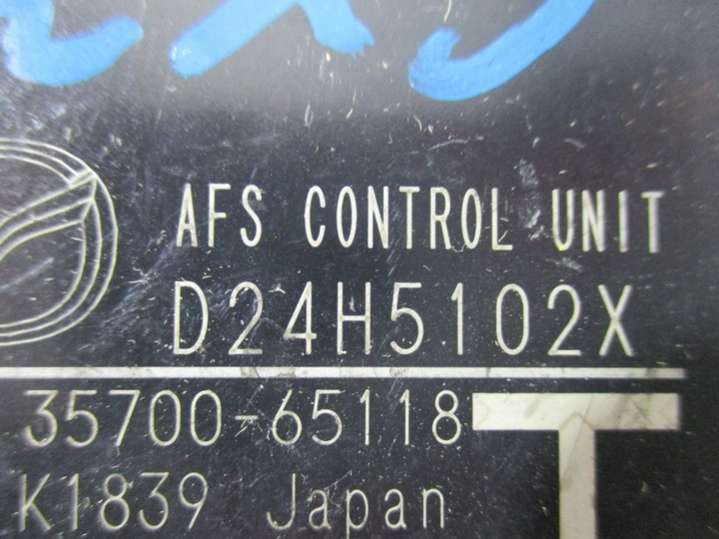 AFS CONTROL UNIT
D24H5102X
35700-65118
K1839 Japan
T